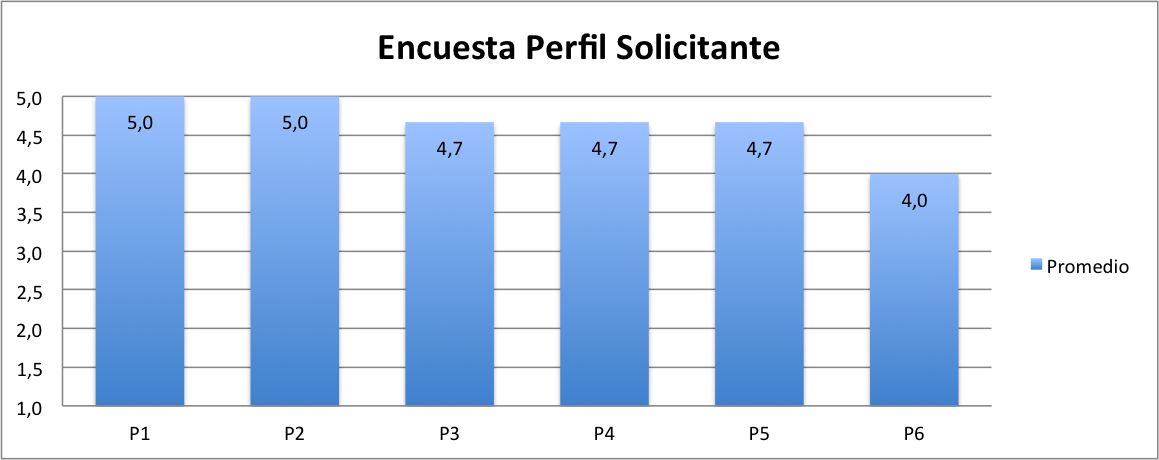 Encuesta Perfil Solicitante
5,0
4,5
4,0
3,5
3,0
2,5
2,0
1,5
1,0
5,0
5,0
4,7
4,7
4,7
4,0
P1
P2
P3
P4
P5
P6
Promedio